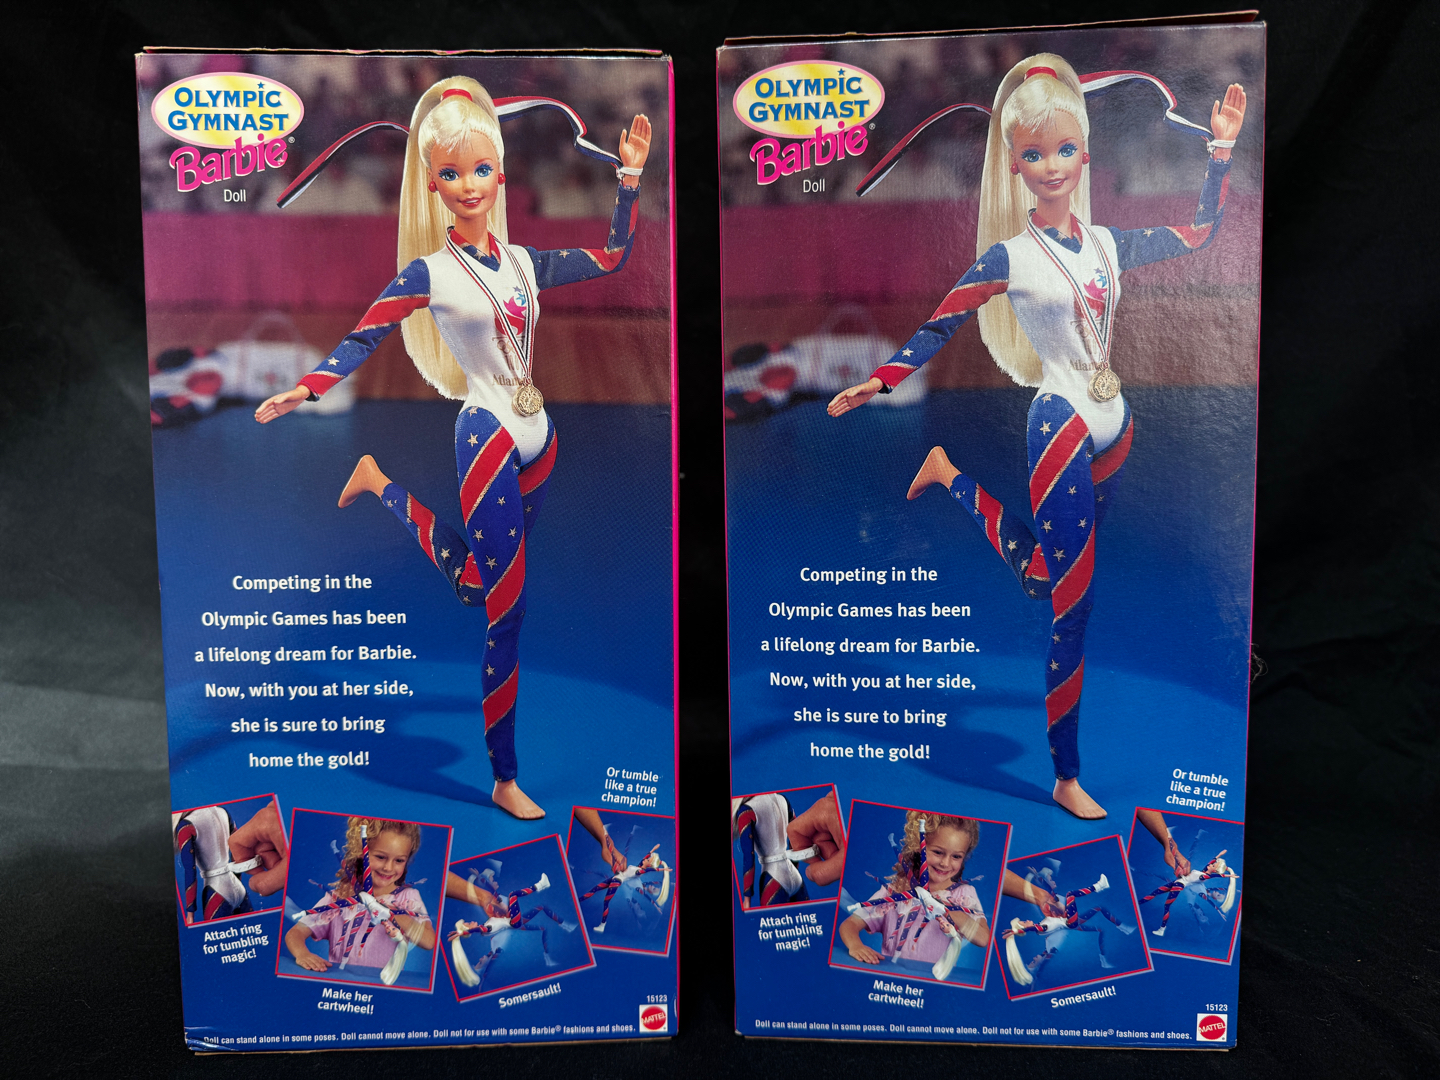 OLYMPIC
GYMNAST
Barbie®
Doll
Atlan
Competing in the
Olympic Games has been
a lifelong dream for Barbie.
Now, with you at her side,
she is sure to bring
home the gold!
Or tumble
like a true
champion!
Attach ring
for tumbling
magic!
Make her
cartwheel!
Somersault!
15123
MATTEL
Doll can stand alone in some poses. Doll cannot move alone. Doll not for use with some Barbie® fashions and shoes.
OLYMPIC
GYMNAST
Barbie®
Doll
Atlan
Competing in the
Olympic Games has been
a lifelong dream for Barbie.
Now, with you at her side,
she is sure to bring
home the gold!
Or tumble
like a true
champion!
Attach ring
for tumbling
magic!
Make her
cartwheel!
Somersault!
15123
MATTEL
Doll can stand alone in some poses. Doll cannot move alone. Doll not for use with some Barbie® fashions and shoes.